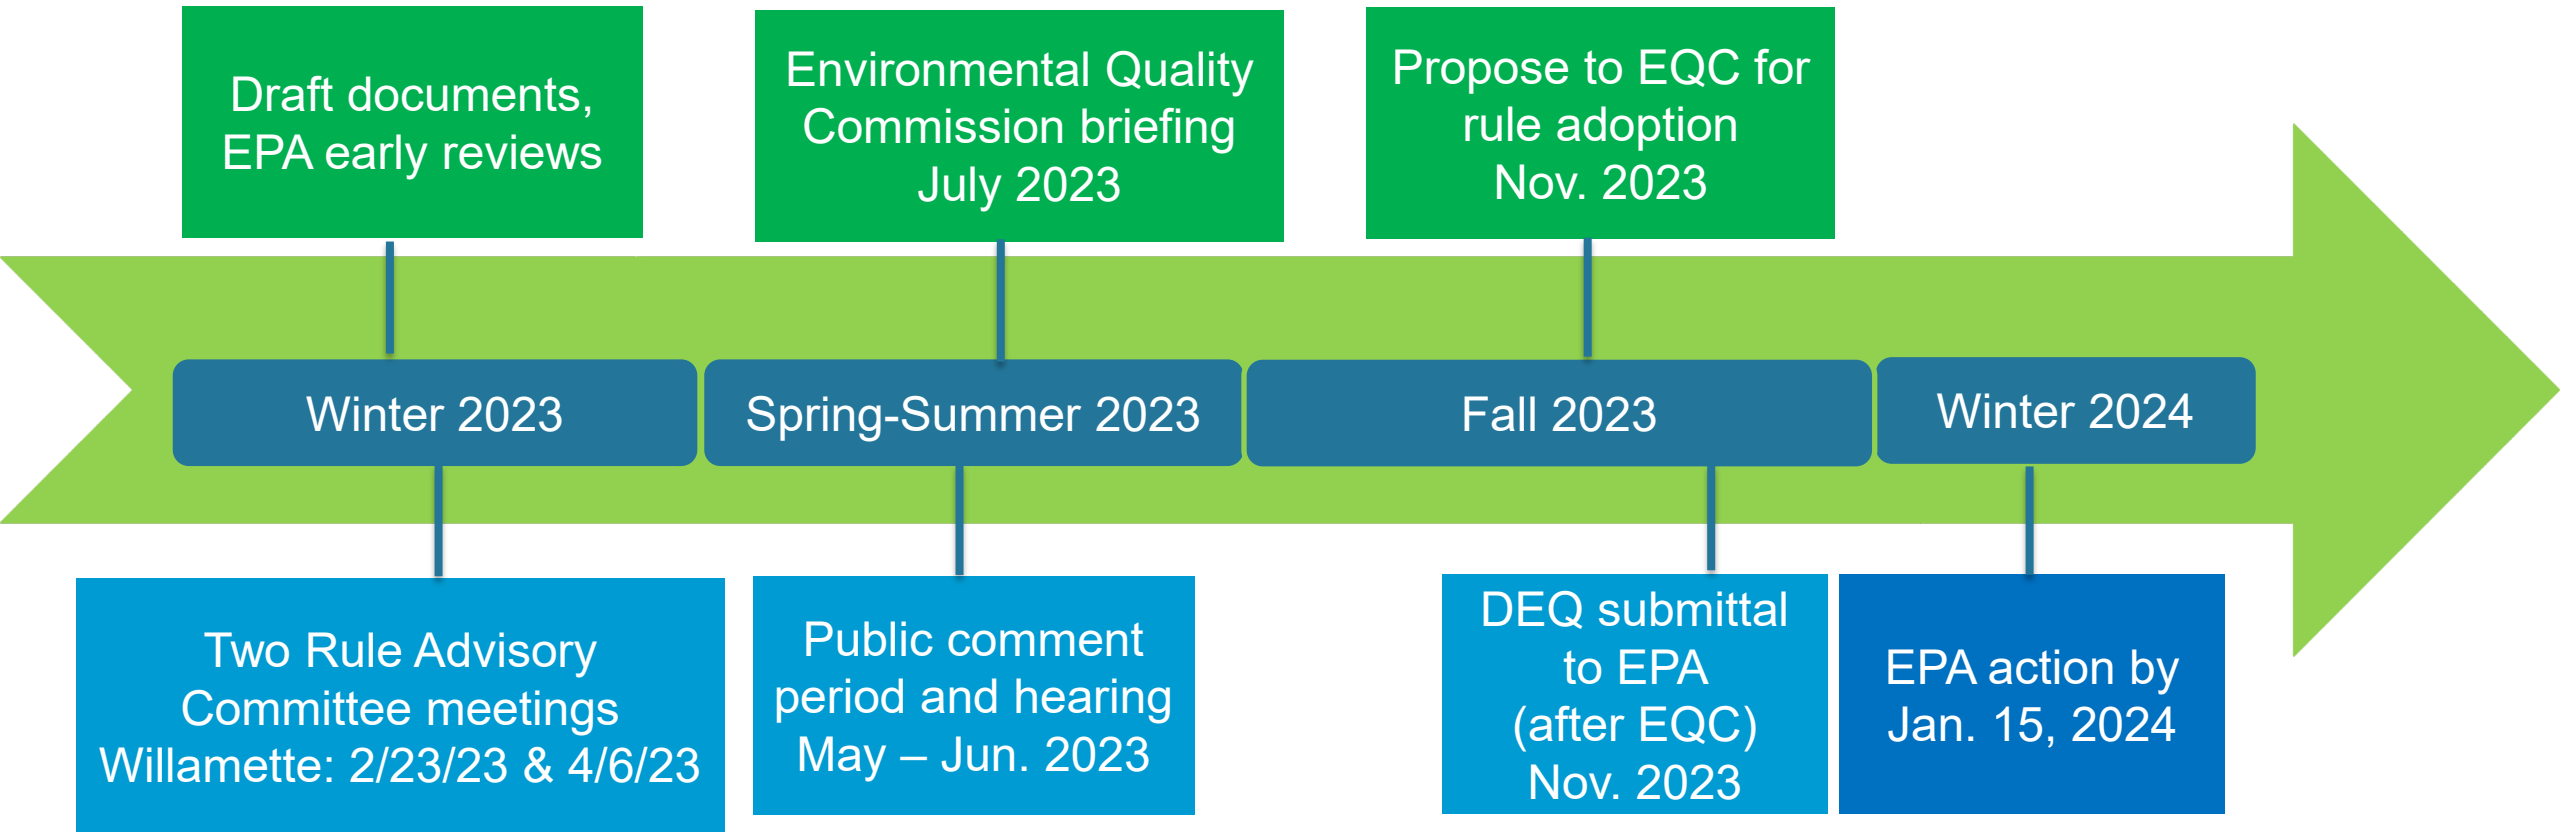 Draft documents,
EPA early reviews
Environmental Quality
Commission briefing
July 2023
Propose to EQC for
rule adoption
Nov. 2023
Winter 2023
Spring-Summer 2023
Fall 2023
Winter 2024
Two Rule Advisory
Committee meetings
Willamette: 2/23/23 & 4/6/23
Public comment
period and hearing
May – Jun. 2023
DEQ submittal
to EPA
(after EQC)
Nov. 2023
EPA action by
Jan. 15, 2024